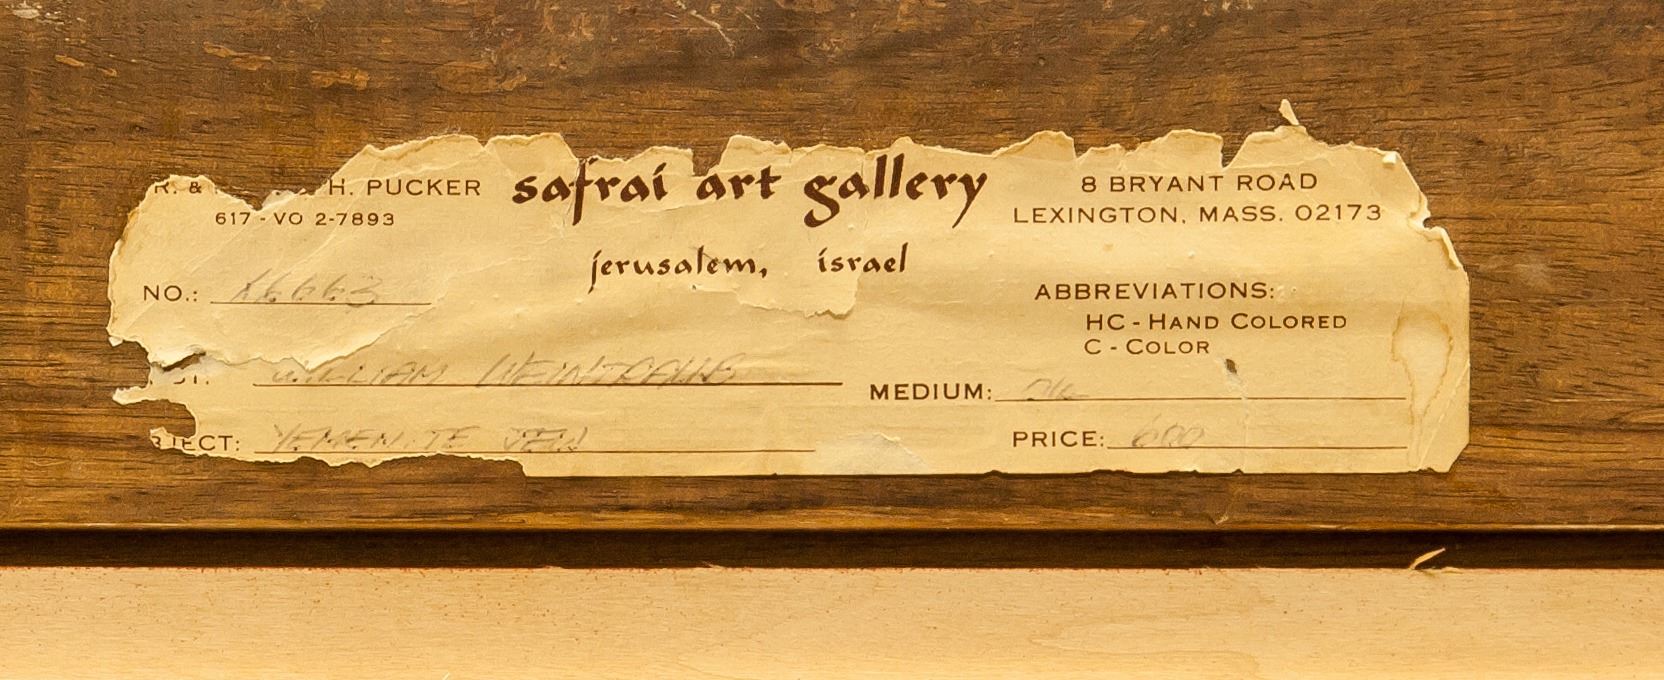 R. & H. PUCKER safrai art gallery 8 BRYANT ROAD
617 - VO 2-7893 LEXINGTON, MASS. 02173
jerusalem, israel
NO.: ABBREVIATIONS:
HC - HAND COLORED
C - COLOR
WILLIAM WEINTRAUB
MEDIUM:
JECT: YEMENITE JEW PRICE: 600